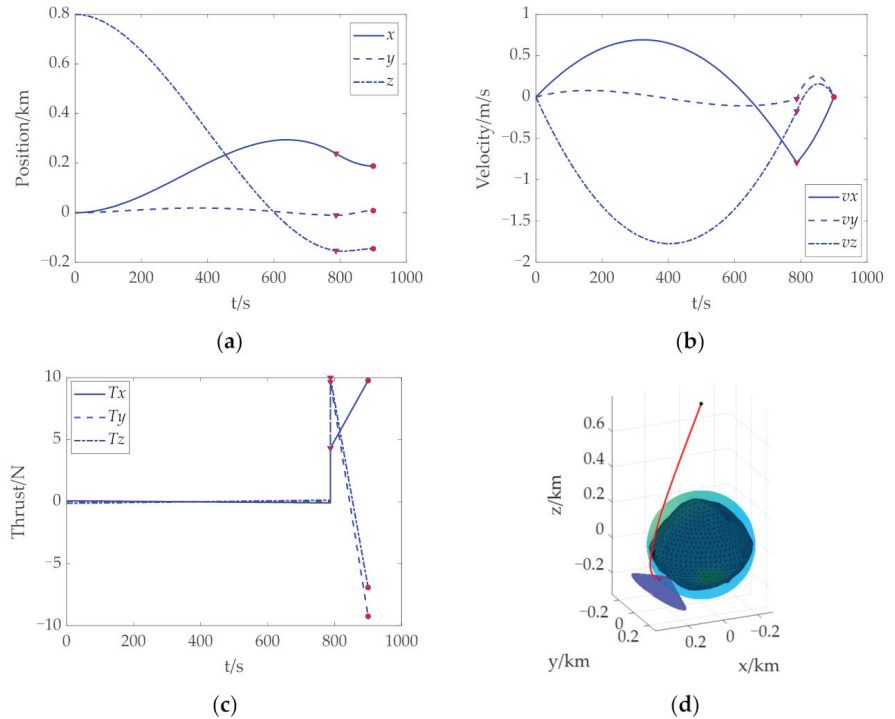 0.8
0.6
0.4
0.2
0
−0.2
Position/km
x
y
z
0 200 400 600 800 1000
t/s
(a)
1
0.5
0
−0.5
−1
−1.5
−2
Velocity/m/s
vx
vy
vz
0 200 400 600 800 1000
t/s
(b)
10
5
0
−5
−10
Thrust/N
Tx
Ty
Tz
0 200 400 600 800 1000
t/s
(c)
0.6
0.4
0.2
0
−0.2
z/km
−0.2
0
0.2
y/km
0.2 0 −0.2
x/km
(d)